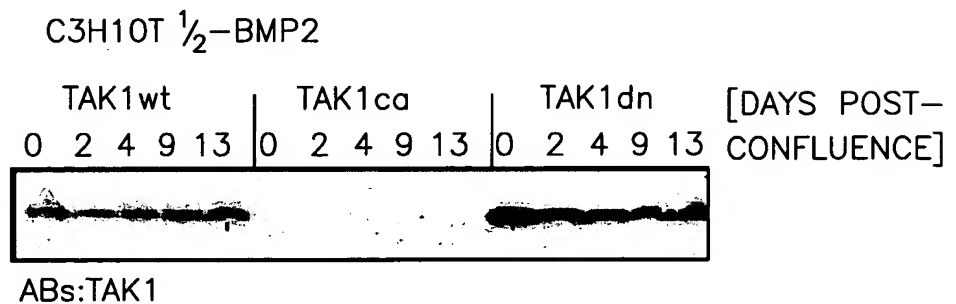 C3H10T ½-BMP2
TAK1wt TAK1ca TAK1dn [DAYS POST-
0 2 4 9 13 0 2 4 9 13 0 2 4 9 13 CONFLUENCE]
ABs:TAK1